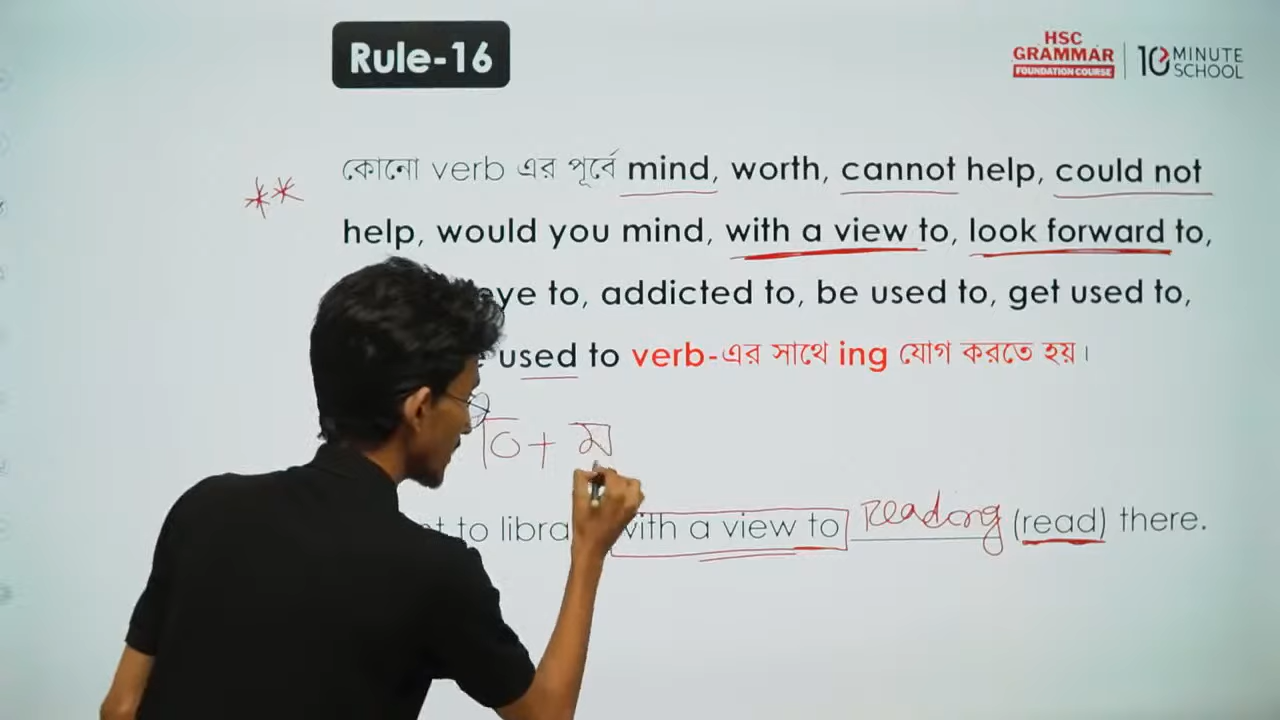 Rule-16
HSC
GRAMMAR
FOUNDATION COURSE
10 MINUTE
SCHOOL
কোনো verb এর পূর্বে mind, worth, cannot help, could not
help, would you mind, with a view to, look forward to,
eye to, addicted to, be used to, get used to,
used to verb-এর সাথে ing যোগ করতে হয়।
+ ম
to with a view to reading (read) there.